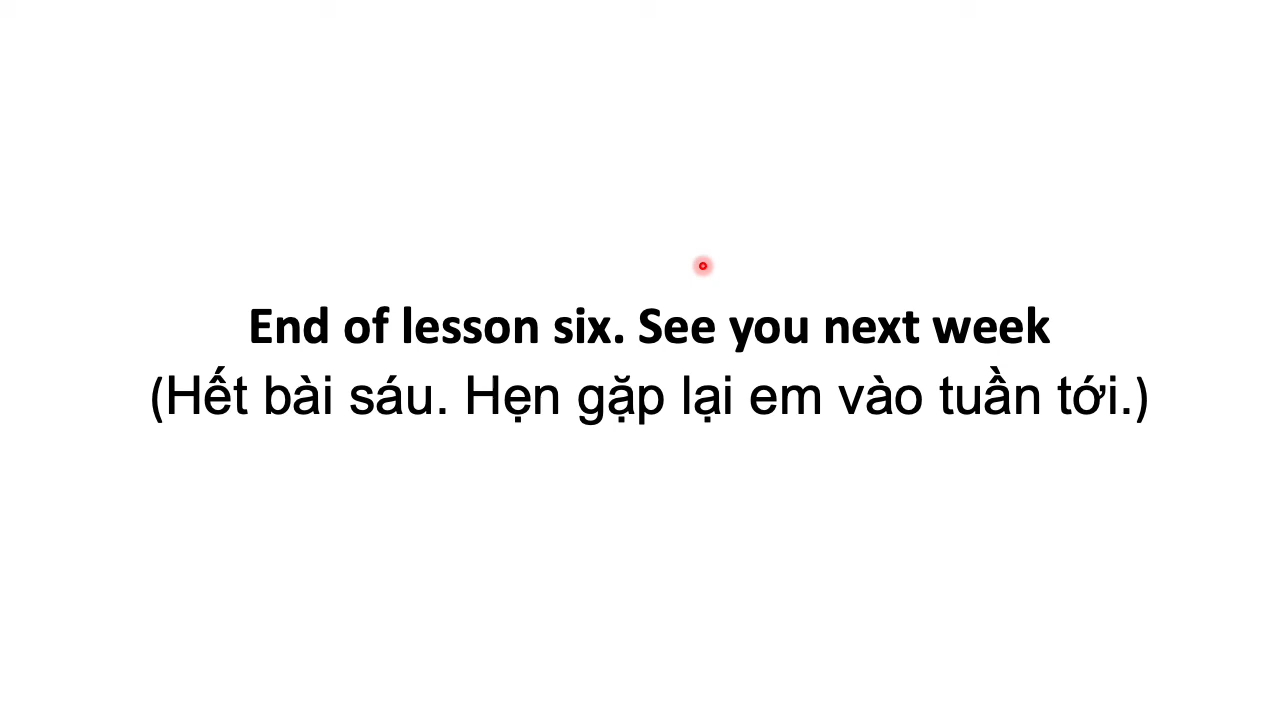 End of lesson six. See you next week
(Hết bài sáu. Hẹn gặp lại em vào tuần tới.)